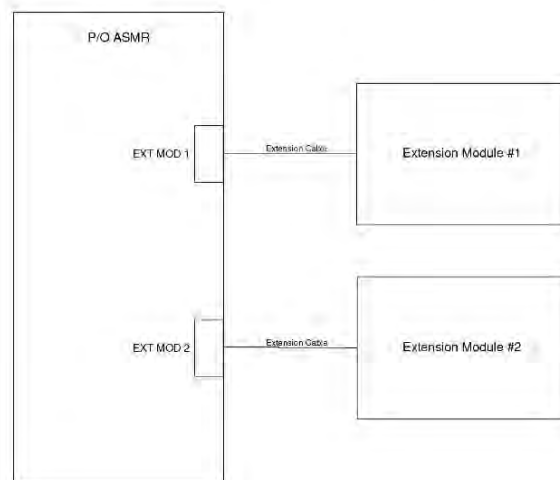 P/O ASMR
EXT MOD 1
Extension Cable
Extension Module #1
EXT MOD 2
Extension Cable
Extension Module #2